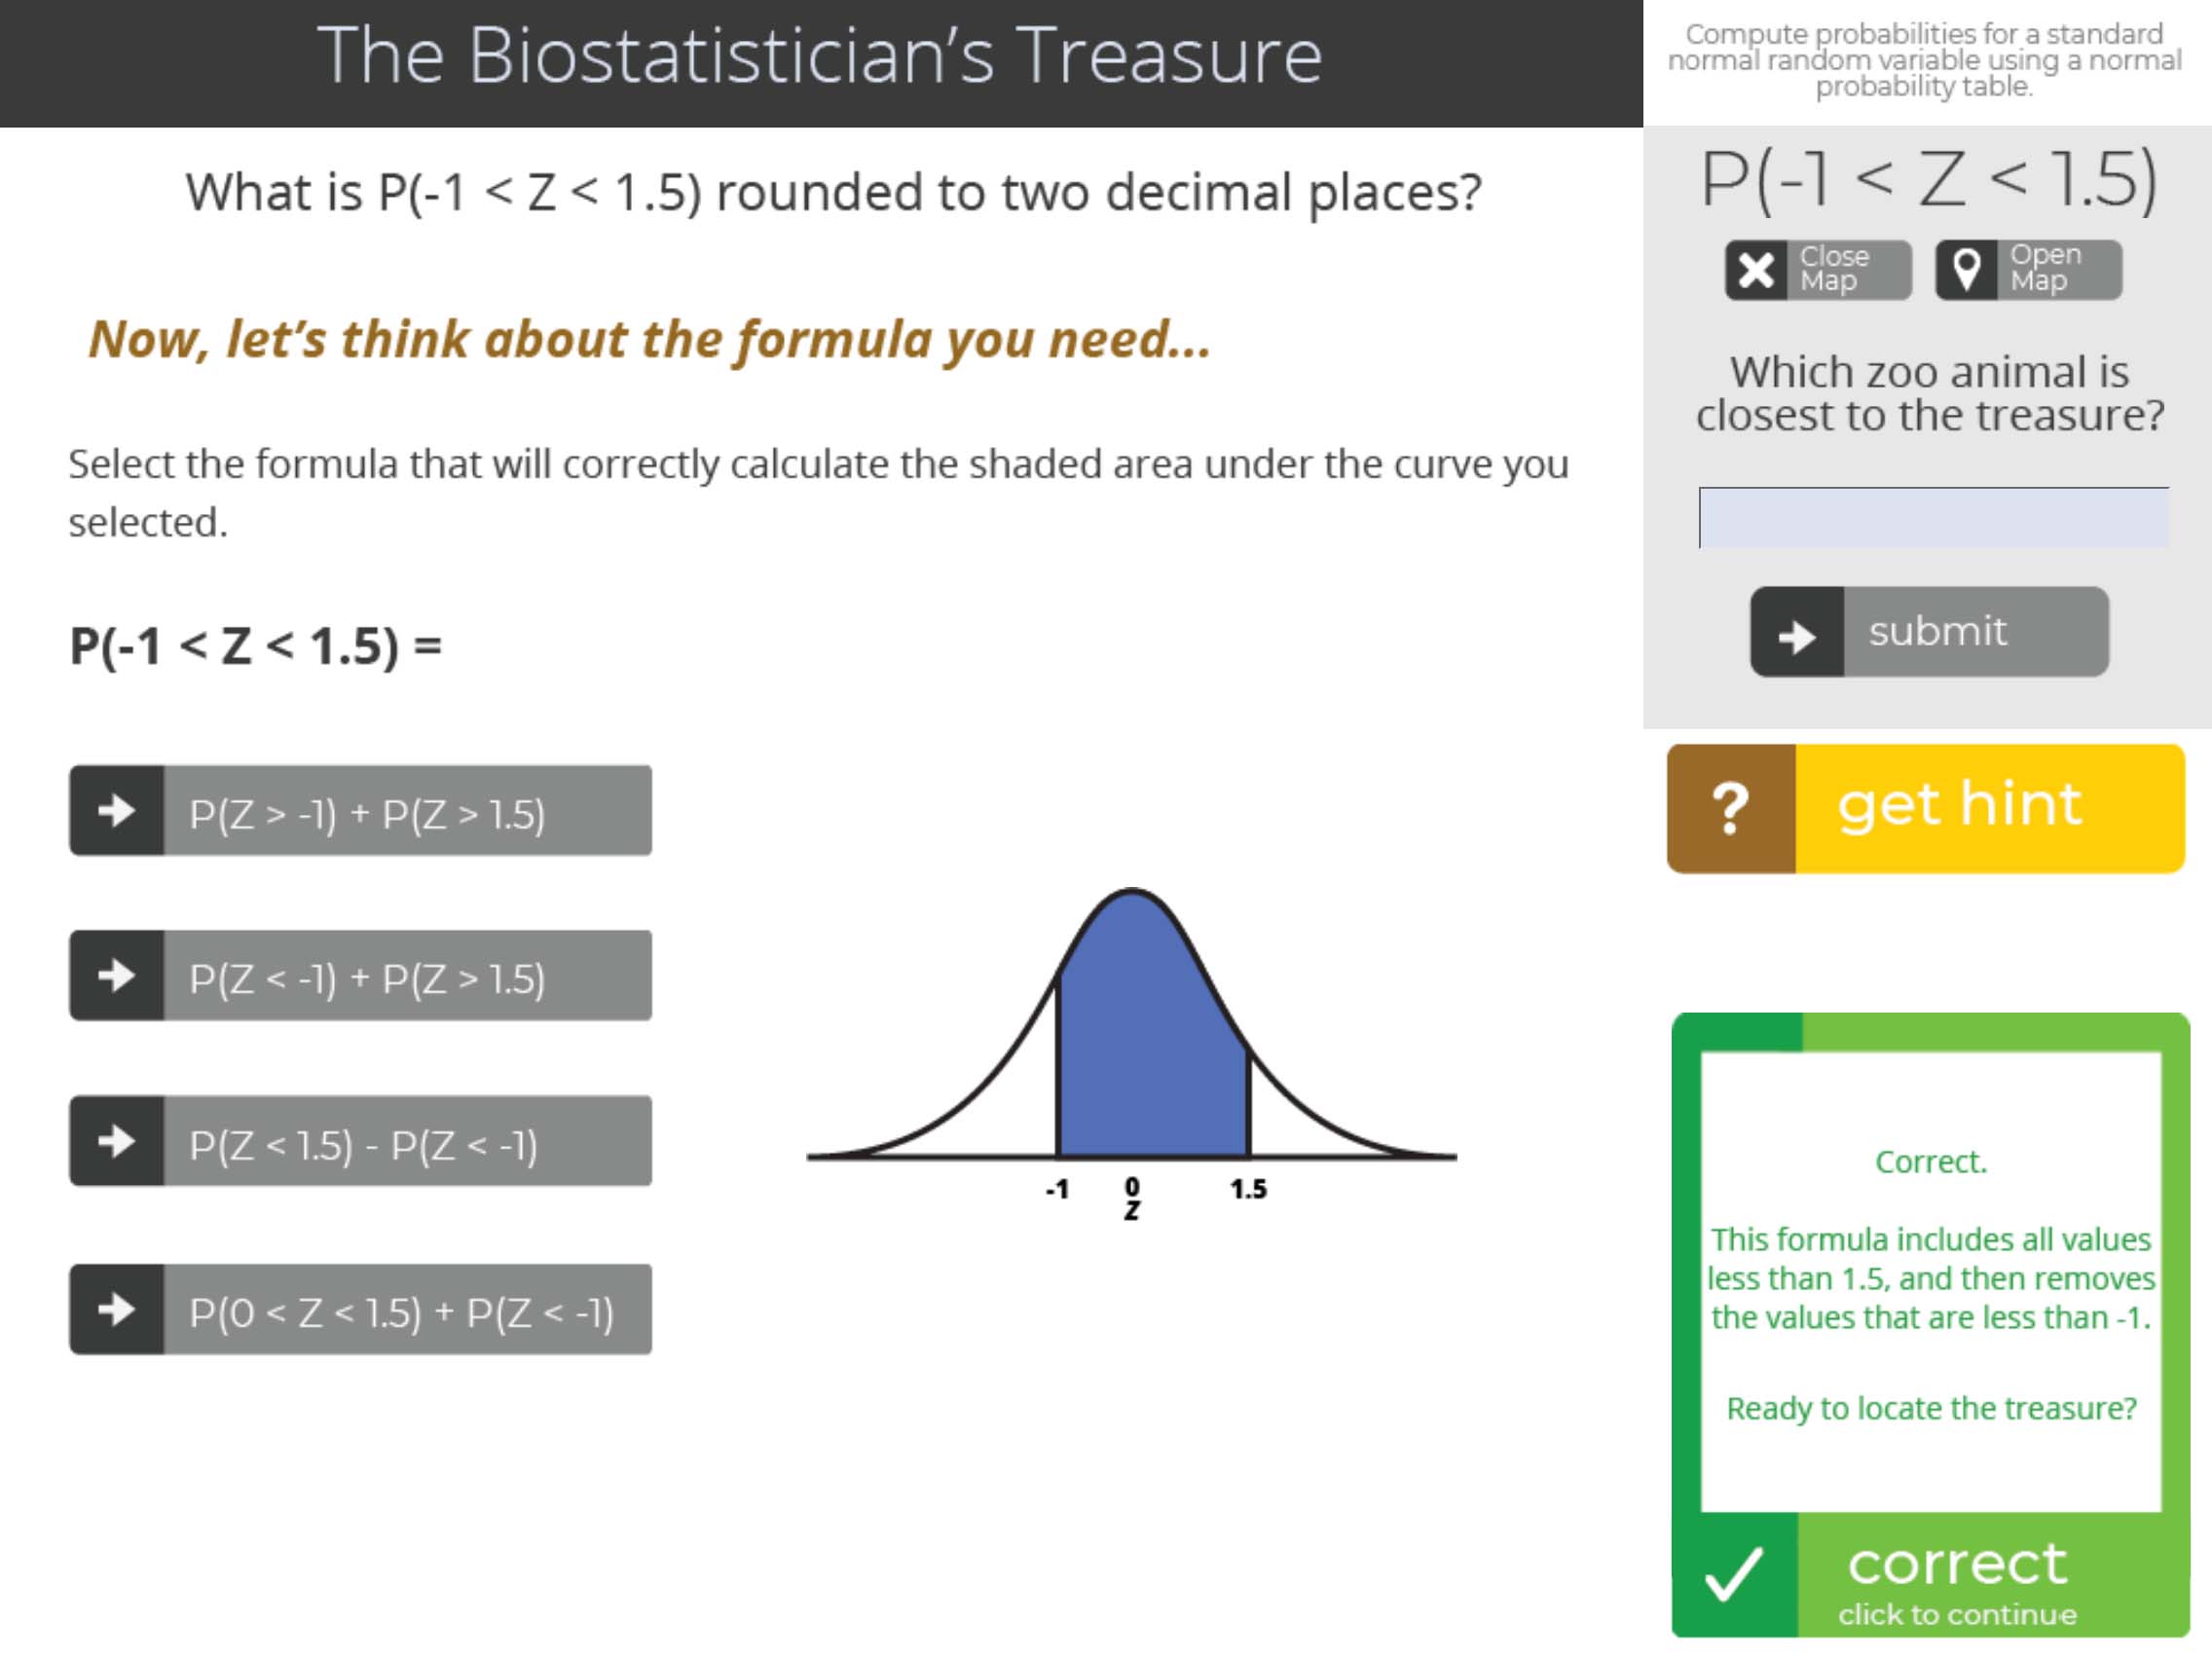 The Biostatistician’s Treasure
What is P(-1 < Z < 1.5) rounded to two decimal places?
Now, let’s think about the formula you need...
Select the formula that will correctly calculate the shaded area under the curve you
selected.
P(-1 < Z < 1.5) =
P(Z > -1) + P(Z > 1.5)
P(Z < -1) + P(Z > 1.5)
P(Z < 1.5) - P(Z < -1)
P(0 < Z < 1.5) + P(Z < -1)
-1
0
1.5
Z
Compute probabilities for a standard
normal random variable using a normal
probability table.
P(-1 < Z < 1.5)
Close
Map
Open
Map
Which zoo animal is
closest to the treasure?
submit
? get hint
Correct.
This formula includes all values
less than 1.5, and then removes
the values that are less than -1.
Ready to locate the treasure?
correct
click to continue